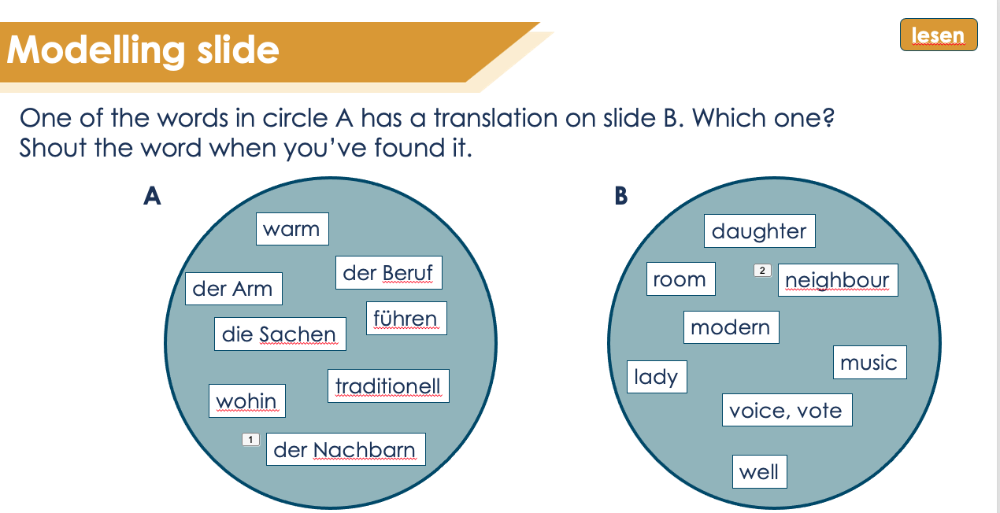 Modelling slide
lesen
One of the words in circle A has a translation on slide B. Which one?
Shout the word when you've found it.
A
warm
der Beruf
der Arm
führen
die Sachen
traditionell
wohin
1
der Nachbarn
B
daughter
room
2
neighbour
modern
music
lady
voice, vote
well